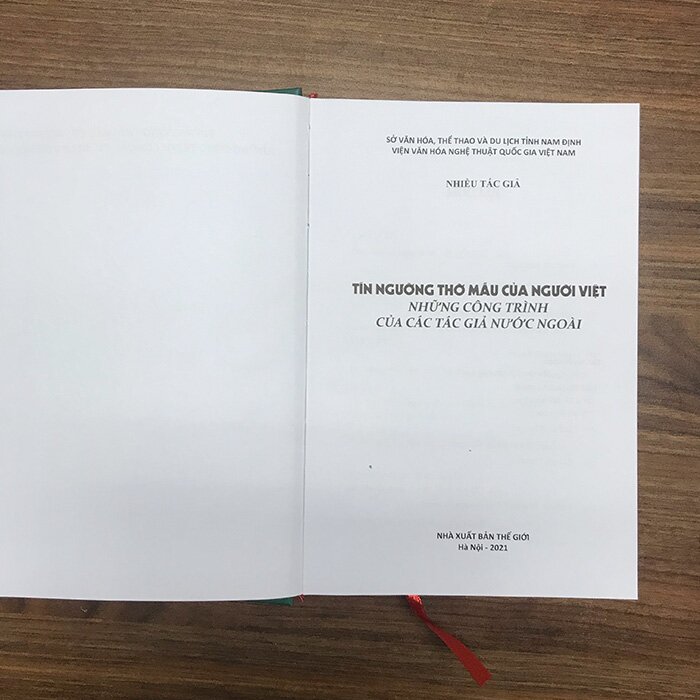 SỞ VĂN HÓA, THỂ THAO VÀ DU LỊCH TỈNH NAM ĐỊNH
VIỆN VĂN HÓA NGHỆ THUẬT QUỐC GIA VIỆT NAM
NHIỀU TÁC GIẢ
TÍN NGƯỠNG THỜ MẪU CỦA NGƯỜI VIỆT
NHỮNG CÔNG TRÌNH
CỦA CÁC TÁC GIẢ NƯỚC NGOÀI
NHÀ XUẤT BẢN THẾ GIỚI
Hà Nội - 2021